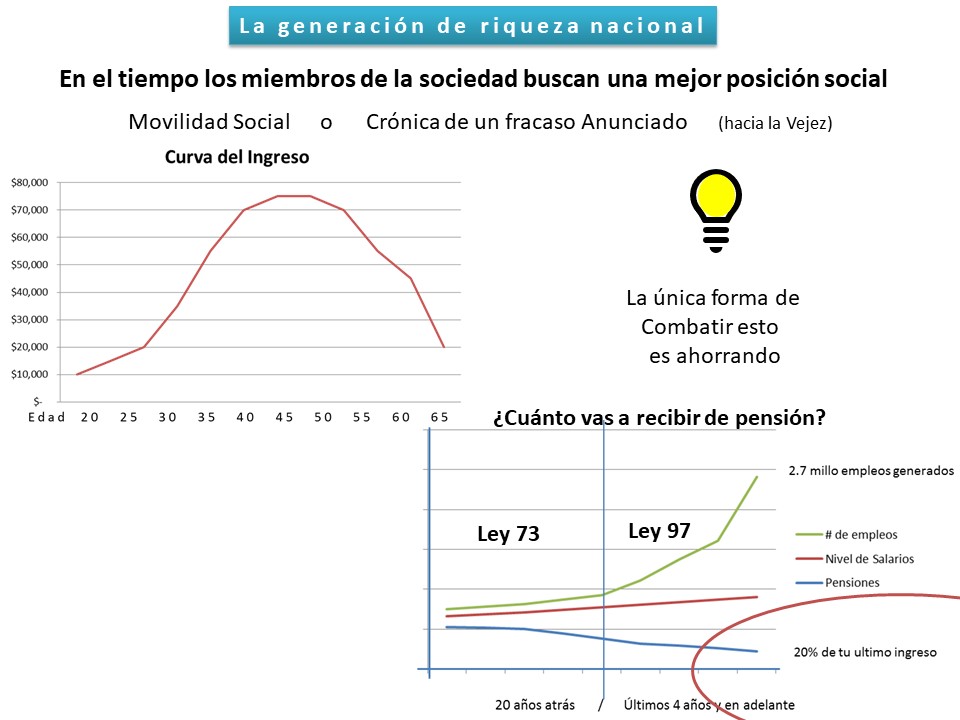 La generación de riqueza nacional
En el tiempo los miembros de la sociedad buscan una mejor posición social
Movilidad Social o Crónica de un fracaso Anunciado (hacia la Vejez)
Curva del Ingreso
$80,000
$70,000
$60,000
$50,000
$40,000
$30,000
$20,000
$10,000
$-
Edad 20 25 30 35 40 45 50 55 60 65
La única forma de
Combatir esto
es ahorrando
¿Cuánto vas a recibir de pensión?
2.7 millo empleos generados
Ley 73
Ley 97
# de empleos
Nivel de Salarios
Pensiones
20% de tu ultimo ingreso
20 años atrás / Últimos 4 años y en adelante